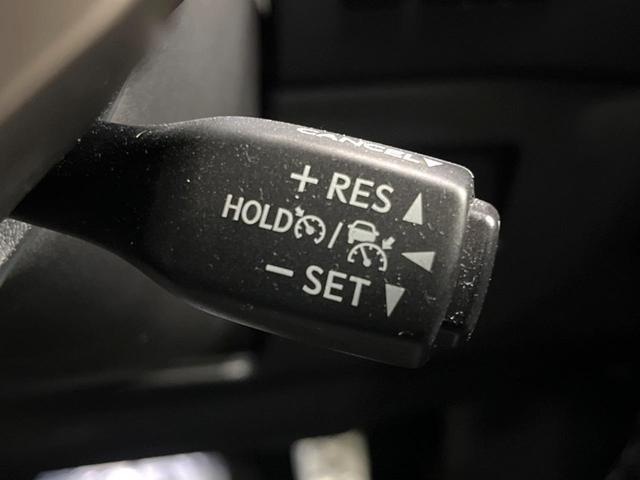 CANCEL
+ RES
HOLD /
− SET